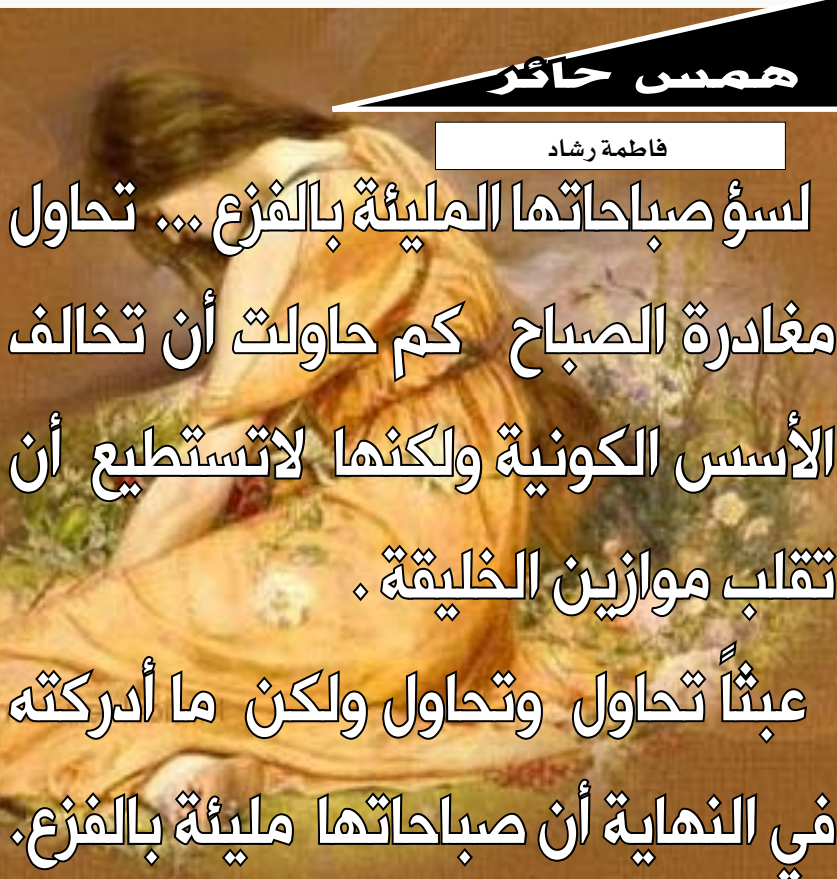 همس حائر
فاطمة رشاد
لسؤ صباحاتها المليئة بالفزع ... تحاول
مغادرة الصباح كم حاولت أن تخالف
الأسس الكونية ولكنها لاتستطيع أن
تقلب موازين الخليقة .
عبثاً تحاول وتحاول ولكن ما أدركته
في النهاية أن صباحاتها مليئة بالفزع.